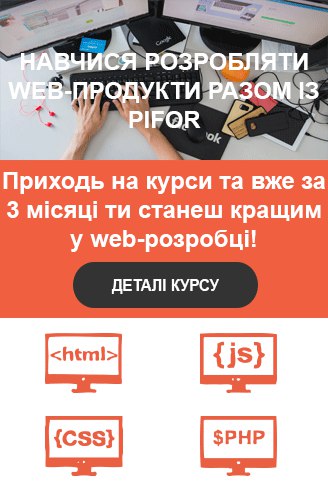 НАВЧИСЯ РОЗРОБЛЯТИ
WEB-ПРОДУКТИ РАЗОМ ІЗ
PIFOR
Приходь на курси та вже за
3 місяці ти станеш кращим
у web-розробці!
ДЕТАЛІ КУРСУ
<html>
{js}
{CSS}
$PHP